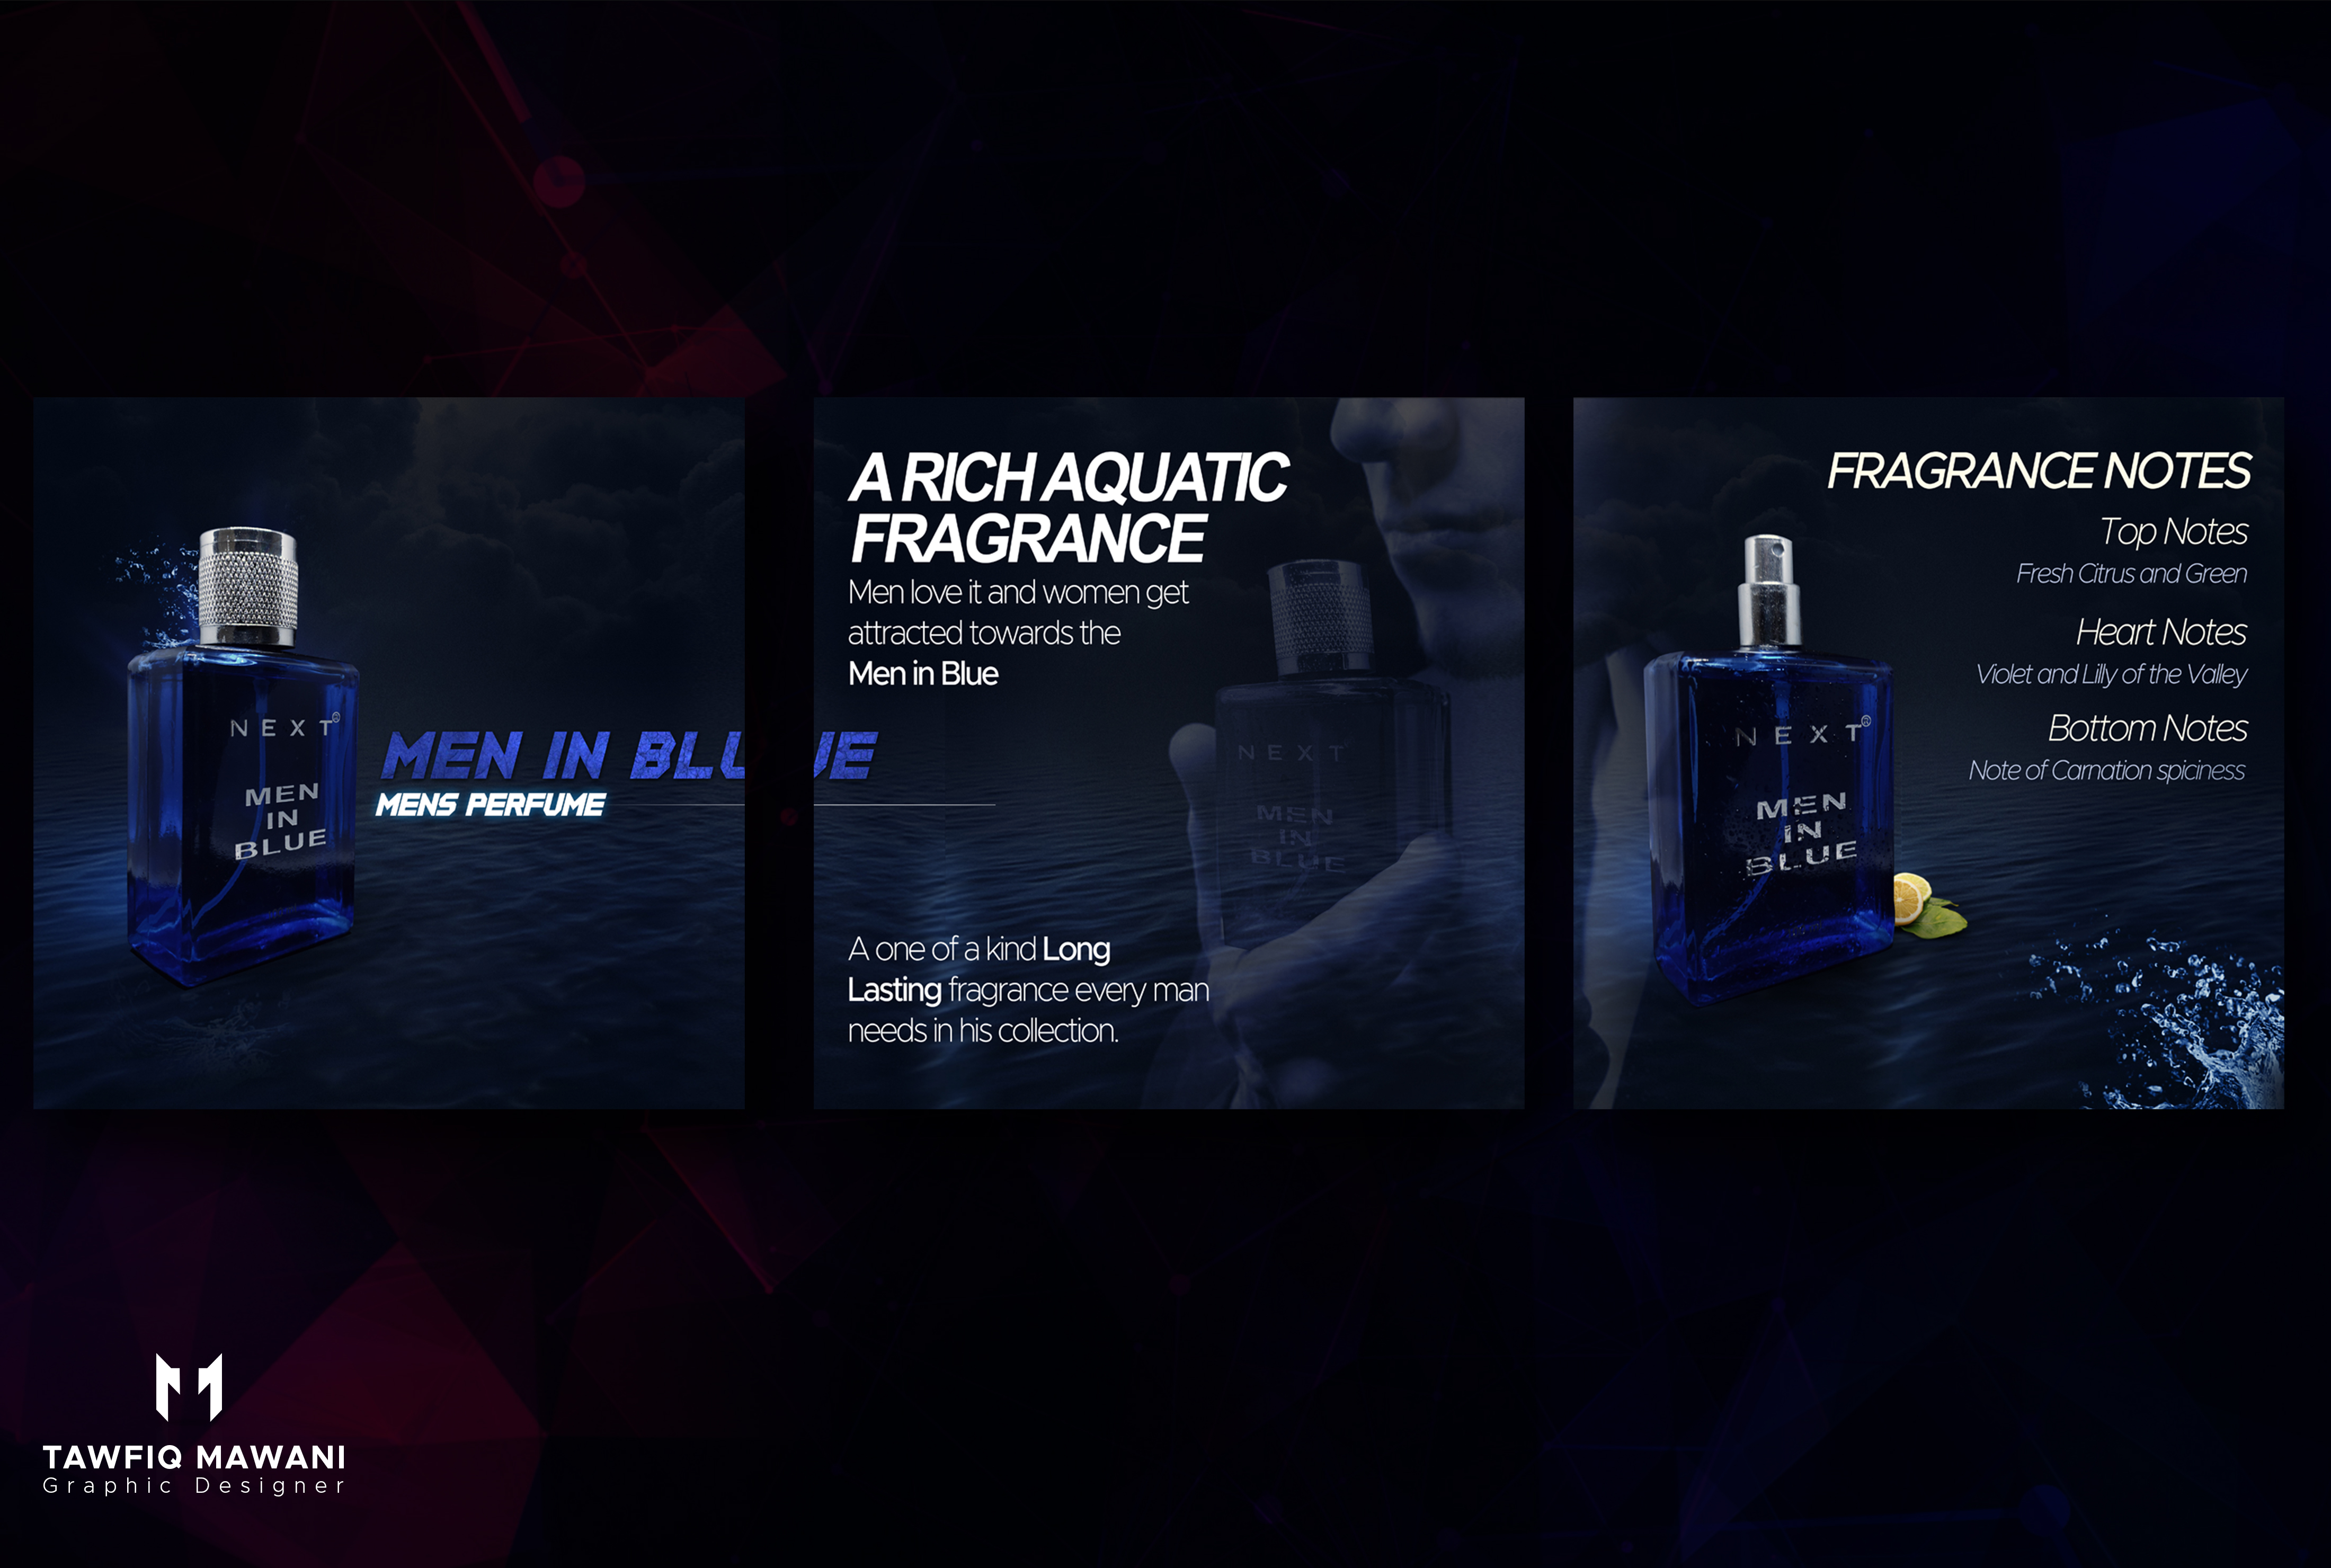 NEXT®
MEN
IN
BLUE
MEN IN BLU
MENS PERFUME
A RICH AQUATIC
FRAGRANCE
Men love it and women get
attracted towards the
Men in Blue
UE
NEXT
MEN
IN
BLUE
A one of a kind Long
Lasting fragrance every man
needs in his collection.
FRAGRANCE NOTES
Top Notes
Fresh Citrus and Green
Heart Notes
Violet and Lilly of the Valley
Bottom Notes
Note of Carnation spiciness
NEXT®
MEN
IN
BLUE
TAWFIQ MAWANI
Graphic Designer